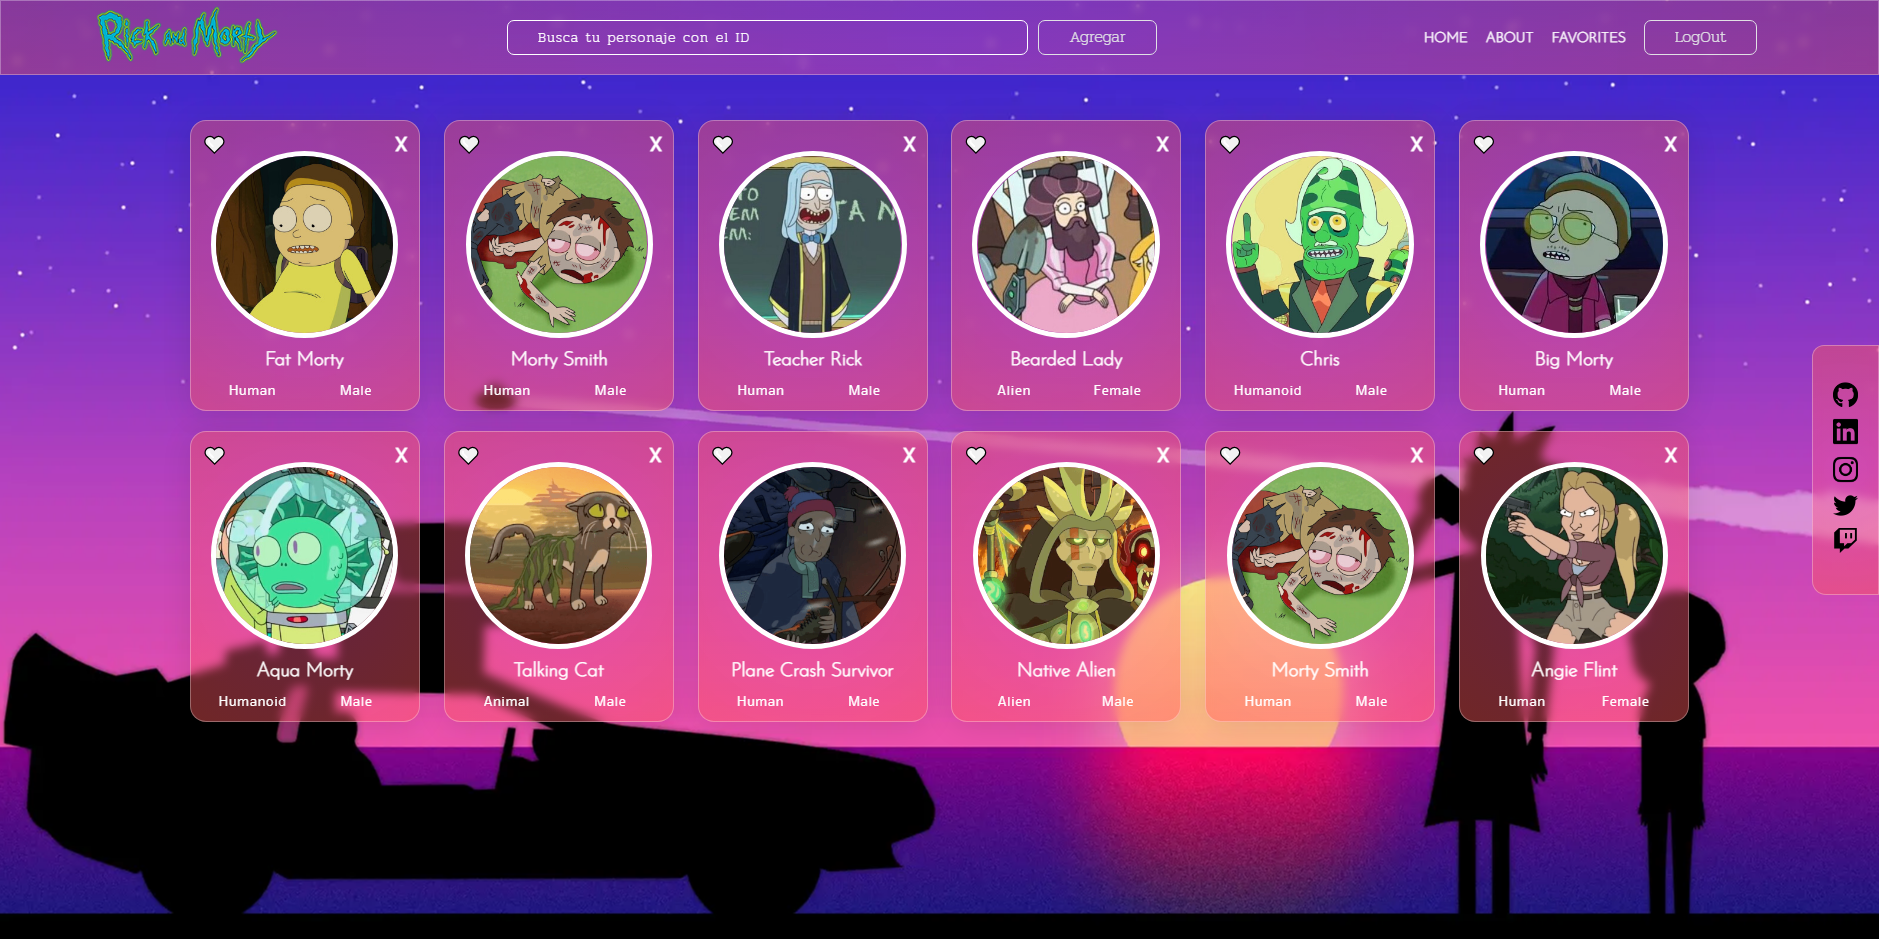 Rick and Morty
Busca tu personaje con el ID
Agregar
HOME ABOUT FAVORITES
LogOut
X X X X X X
TA N
Fat Morty
Human Male
Morty Smith
Human Male
Teacher Rick
Human Male
Bearded Lady
Alien Female
Chris
Humanoid Male
Big Morty
Human Male
in
X X X X X X
Aqua Morty
Humanoid Male
Talking Cat
Animal Male
Plane Crash Survivor
Human Male
Native Alien
Alien Male
Morty Smith
Human Male
Angie Flint
Human Female